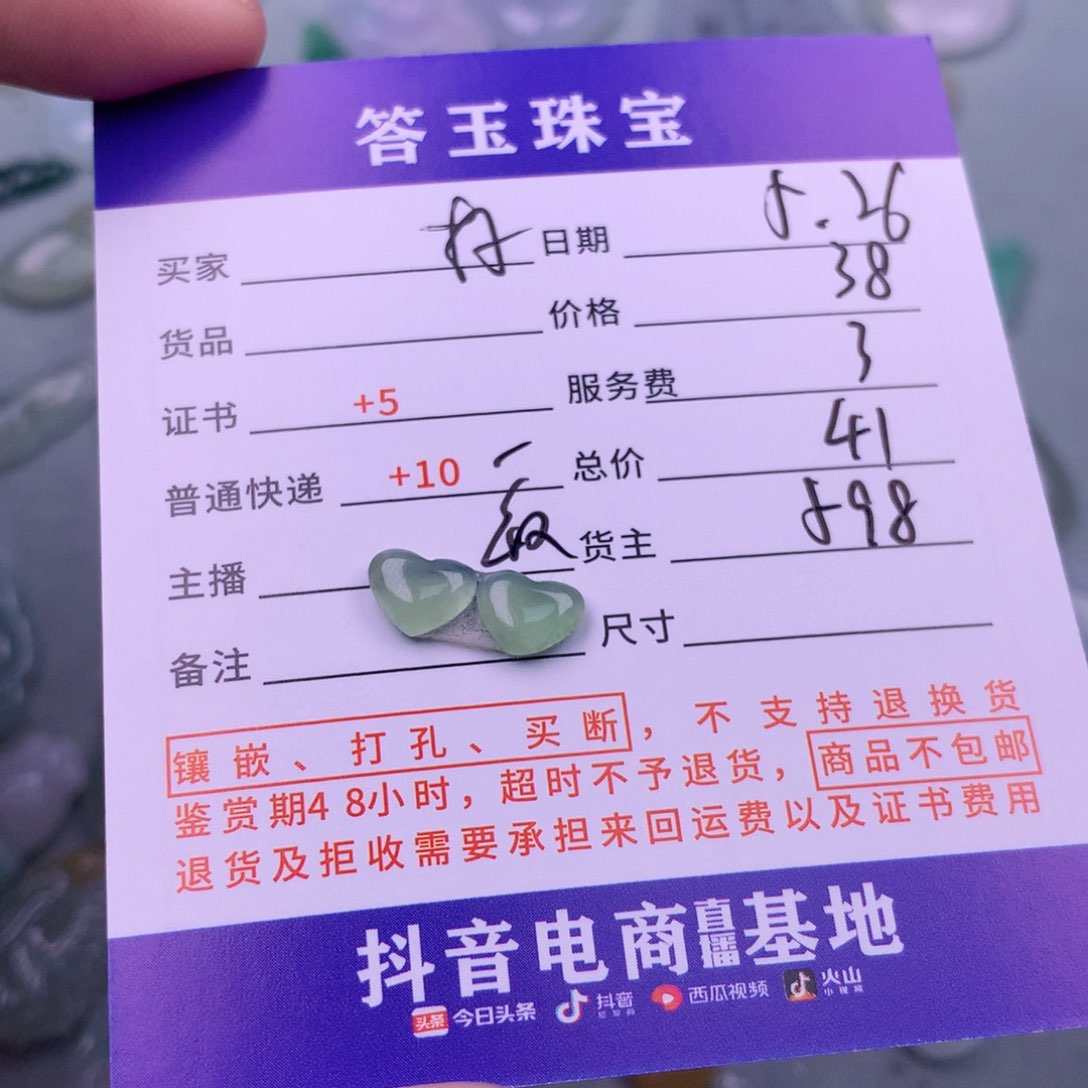 答玉珠宝
买家 日期 5.26
货品 价格 38
证书 +5 服务费 3
普通快递 +10 总价 41
主播 货主 598
备注 尺寸
镶嵌、打孔、买断，不支持退换货
鉴赏期48小时，超时不予退货，商品不包邮
退货及拒收需要承担来回运费以及证书费用
抖音电商直播基地
头条 今日头条 抖音 西瓜视频 火山 小视频